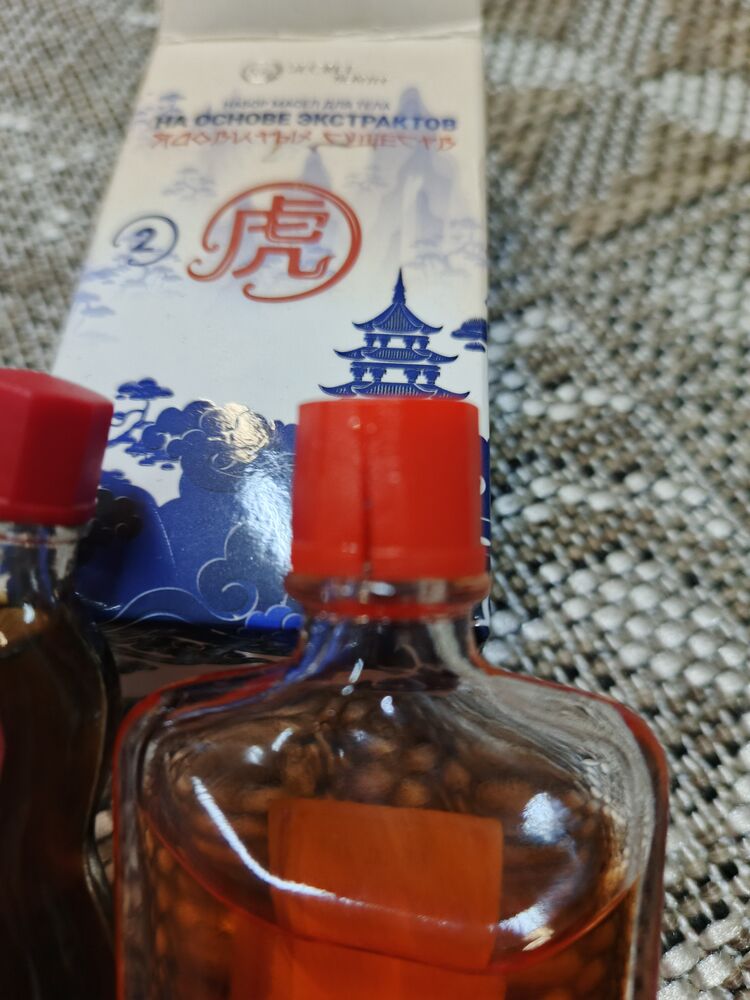 НАБОР МАСЕЛ ДЛЯ ТЕЛА
НА ОСНОВЕ ЭКСТРАКТОВ
ЯДОВИТЫХ СУЩЕСТВ
虎
2